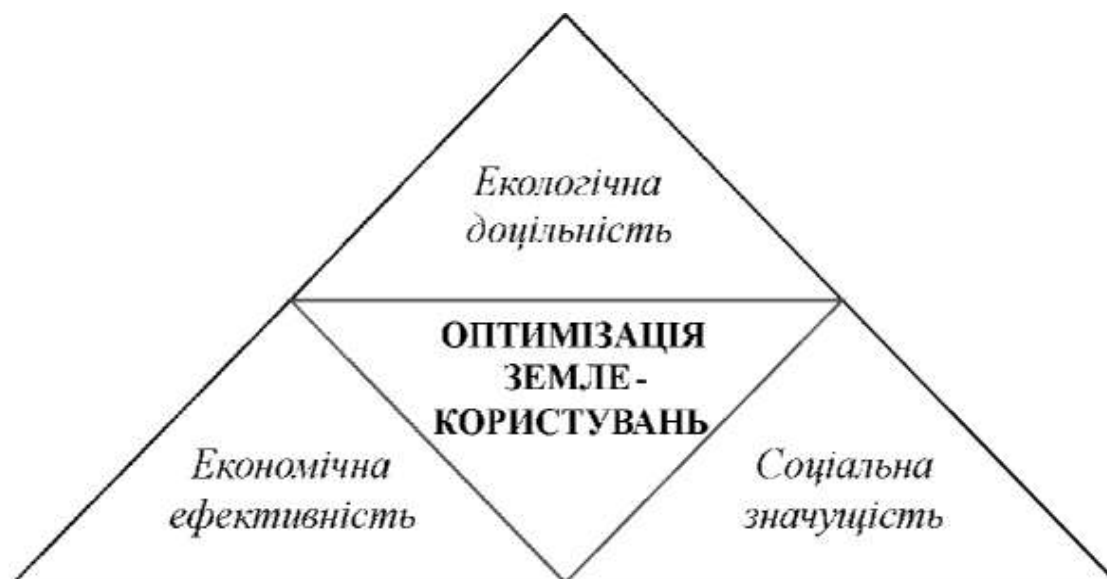 Екологічна
доцільність
ОПТИМІЗАЦІЯ
ЗЕМЛЕ-
КОРИСТУВАНЬ
Економічна
ефективність
Соціальна
значущість